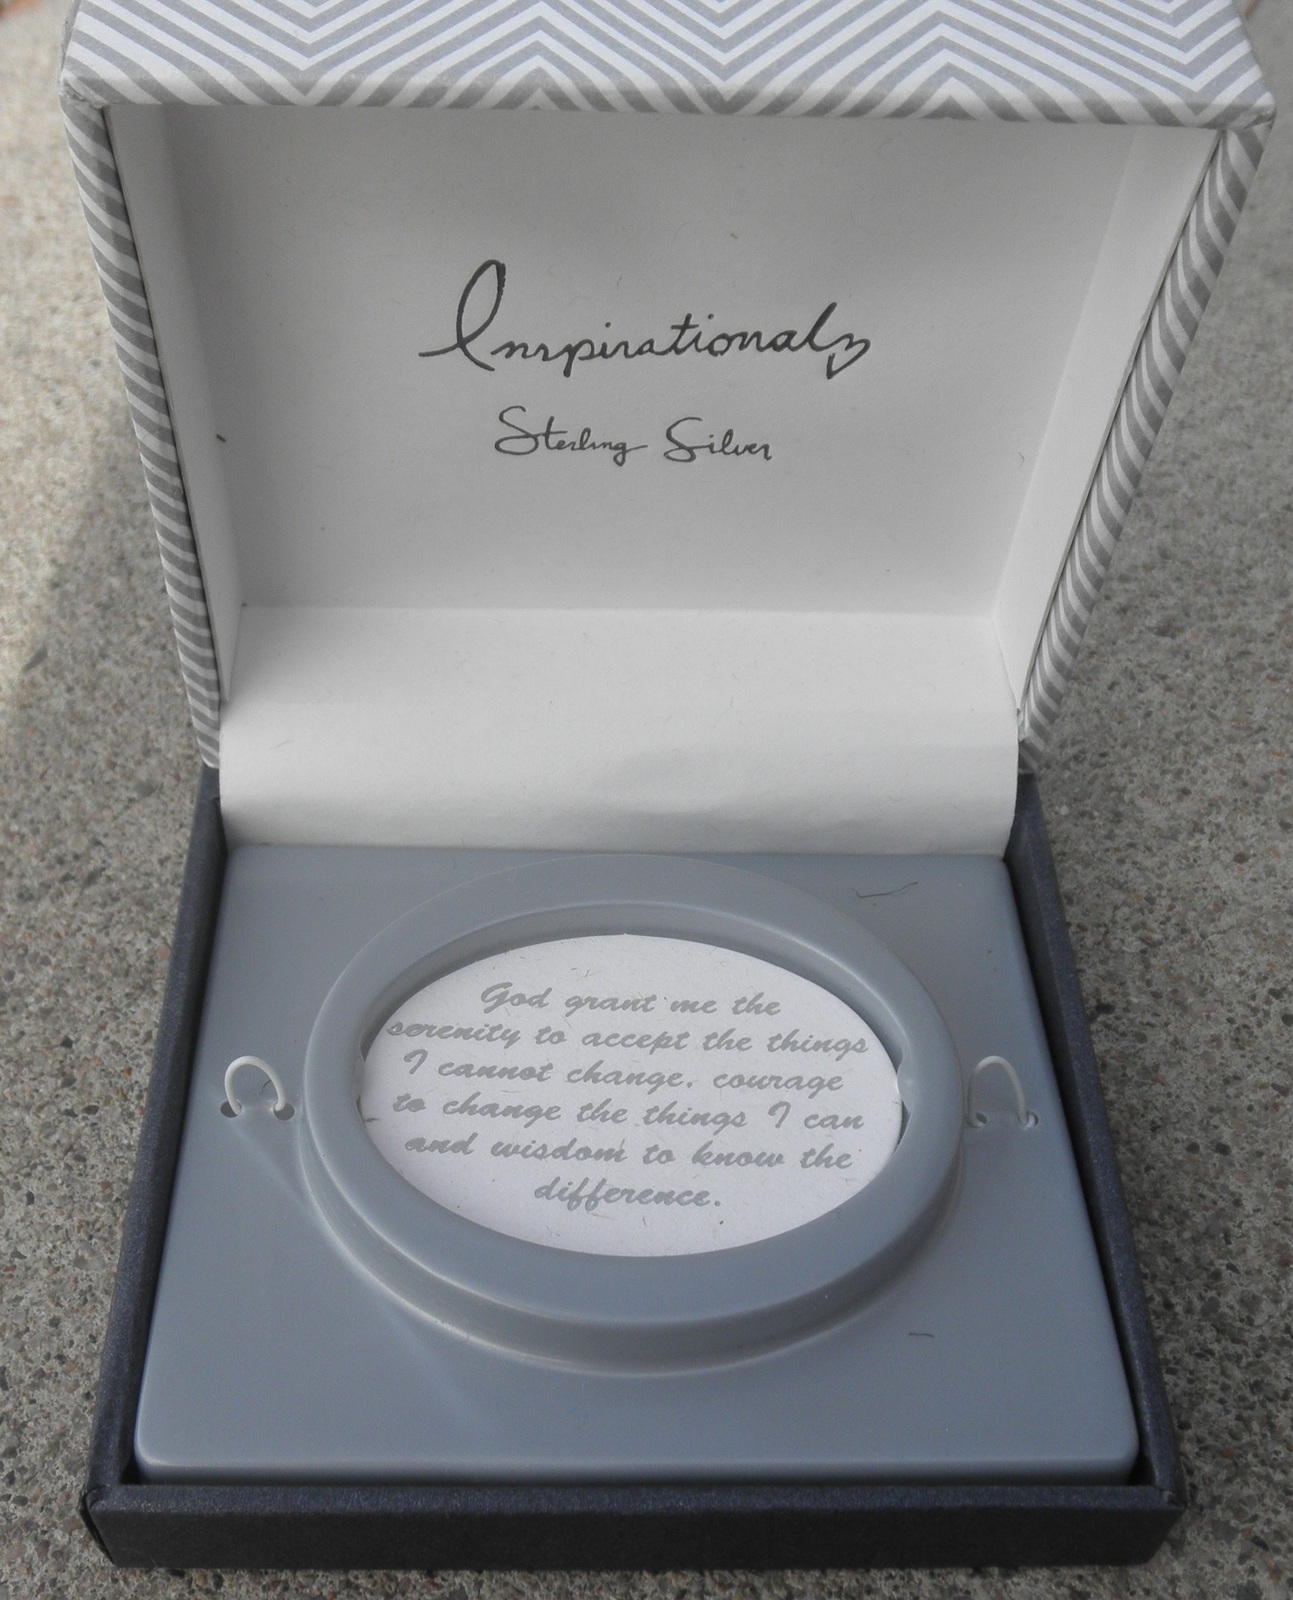 Inspirational
Sterling Silver
God grant me the
serenity to accept the things
I cannot change. courage
to change the things I can
and wisdom to know the
difference.